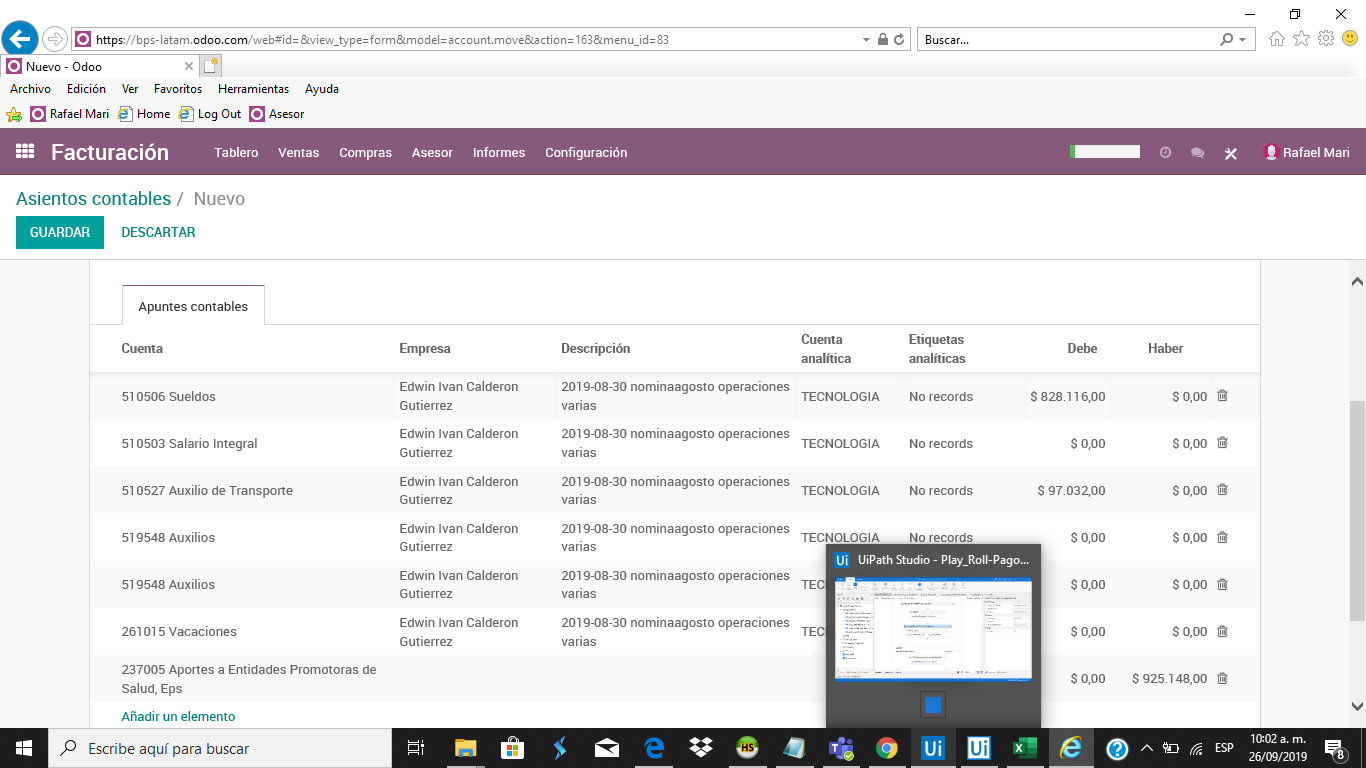 https://bps-latam.odoo.com/web#id=&view_type=form&model=account.move&action=163&menu_id=83
Buscar...
Nuevo - Odoo
Archivo Edición Ver Favoritos Herramientas Ayuda
Rafael Mari Home Log Out Asesor
Facturación Tablero Ventas Compras Asesor Informes Configuración Rafael Mari
Asientos contables / Nuevo
GUARDAR DESCARTAR
Apuntes contables
Cuenta Empresa Descripción Cuenta analítica Etiquetas analíticas Debe Haber
510506 Sueldos Edwin Ivan Calderon Gutierrez 2019-08-30 nominaagosto operaciones varias TECNOLOGIA No records $ 828.116,00 $ 0,00
510503 Salario Integral Edwin Ivan Calderon Gutierrez 2019-08-30 nominaagosto operaciones varias TECNOLOGIA No records $ 0,00 $ 0,00
510527 Auxilio de Transporte Edwin Ivan Calderon Gutierrez 2019-08-30 nominaagosto operaciones varias TECNOLOGIA No records $ 97.032,00 $ 0,00
519548 Auxilios Edwin Ivan Calderon Gutierrez 2019-08-30 nominaagosto operaciones varias TECNOLOGIA No records $ 0,00 $ 0,00
519548 Auxilios Edwin Ivan Calderon Gutierrez 2019-08-30 nominaagosto operaciones varias TEC $ 0,00 $ 0,00
261015 Vacaciones Edwin Ivan Calderon Gutierrez 2019-08-30 nominaagosto operaciones varias TEC $ 0,00 $ 0,00
237005 Aportes a Entidades Promotoras de Salud, Eps $ 0,00 $ 925.148,00
Añadir un elemento
Ui UiPath Studio - Play_Roll-Pago...
Escribe aquí para buscar
HS
Ui
Ui
ESP
10:02 a. m.
26/09/2019
8